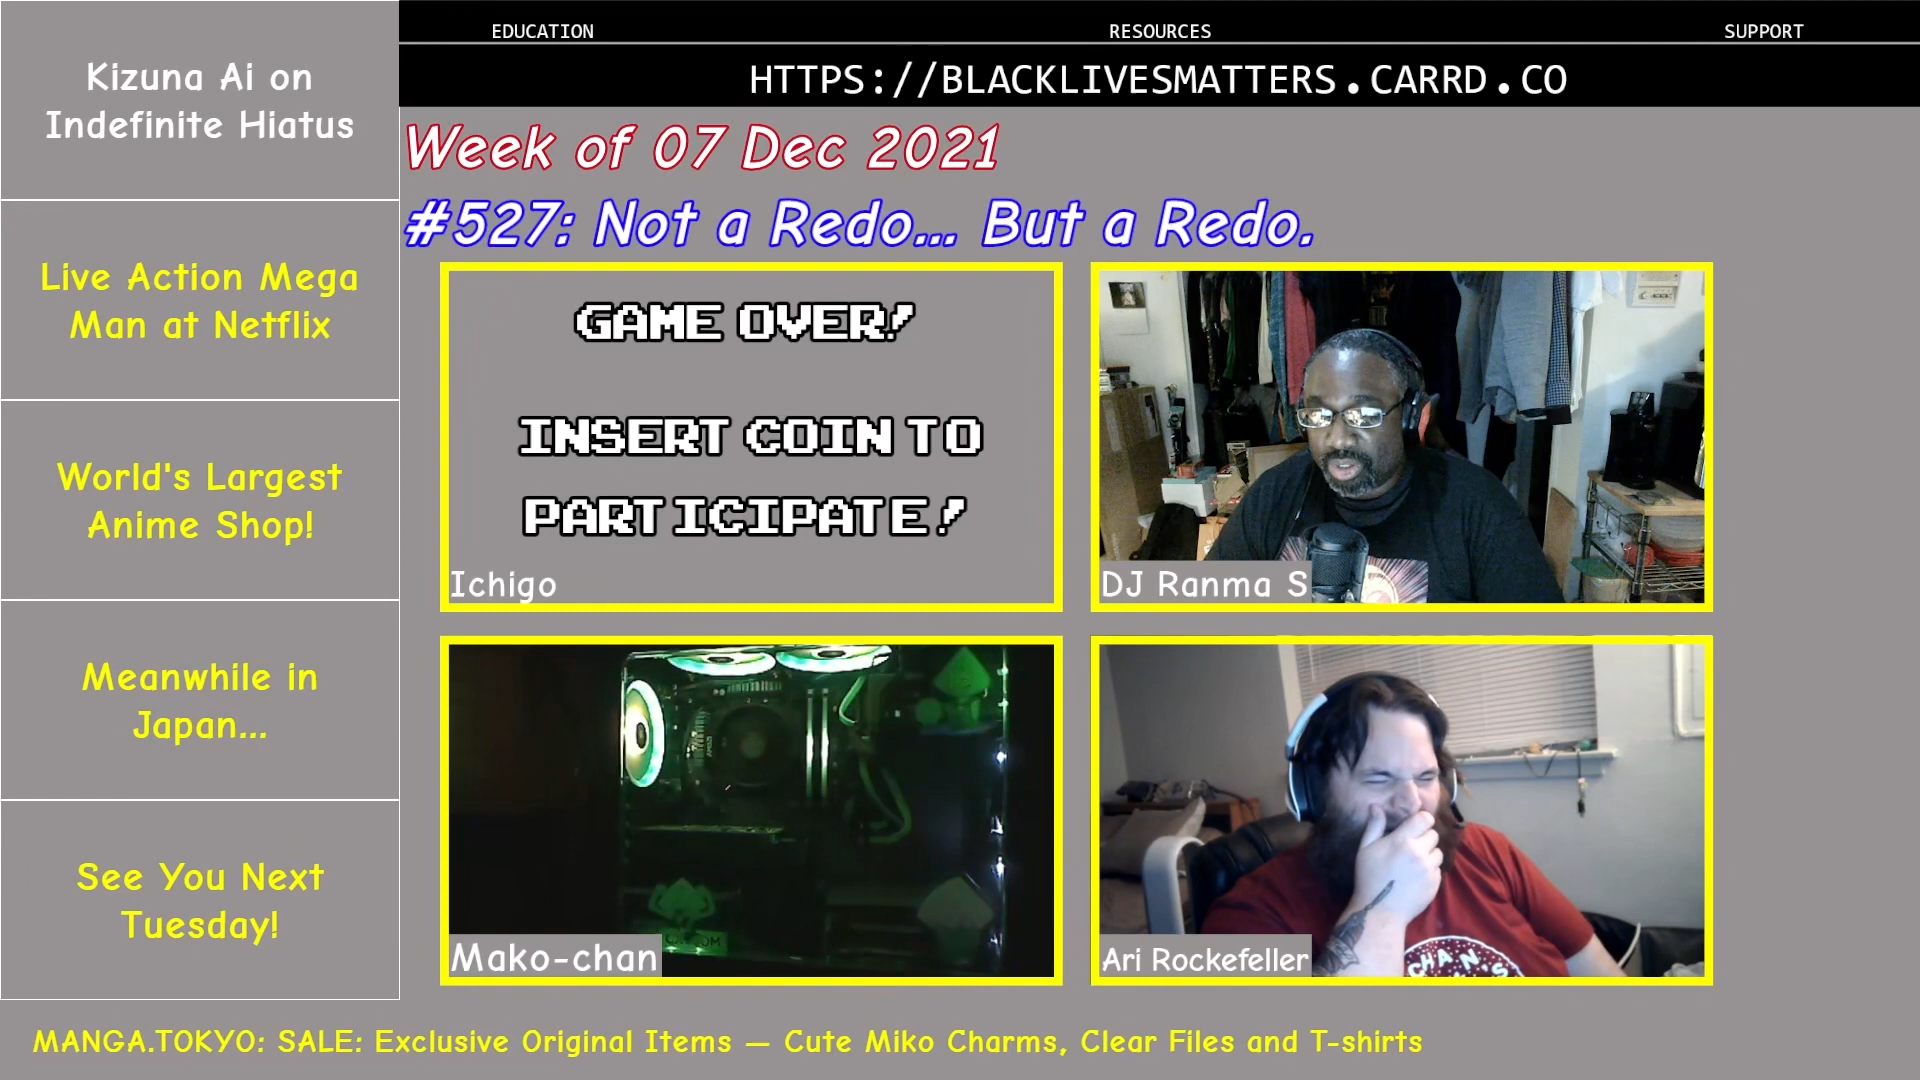 Kizuna Ai on
Indefinite Hiatus
Live Action Mega
Man at Netflix
World's Largest
Anime Shop!
Meanwhile in
Japan...
See You Next
Tuesday!
EDUCATION
RESOURCES
SUPPORT
HTTPS://BLACKLIVESMATTERS.CARRD.CO
Week of 07 Dec 2021
#527: Not a Redo... But a Redo.
GAME OVER!
INSERT COIN TO
PARTICIPATE!
Ichigo
DJ Ranma S
Mako-chan
CHAN'S
Ari Rockefeller
MANGA.TOKYO: SALE: Exclusive Original Items — Cute Miko Charms, Clear Files and T-shirts